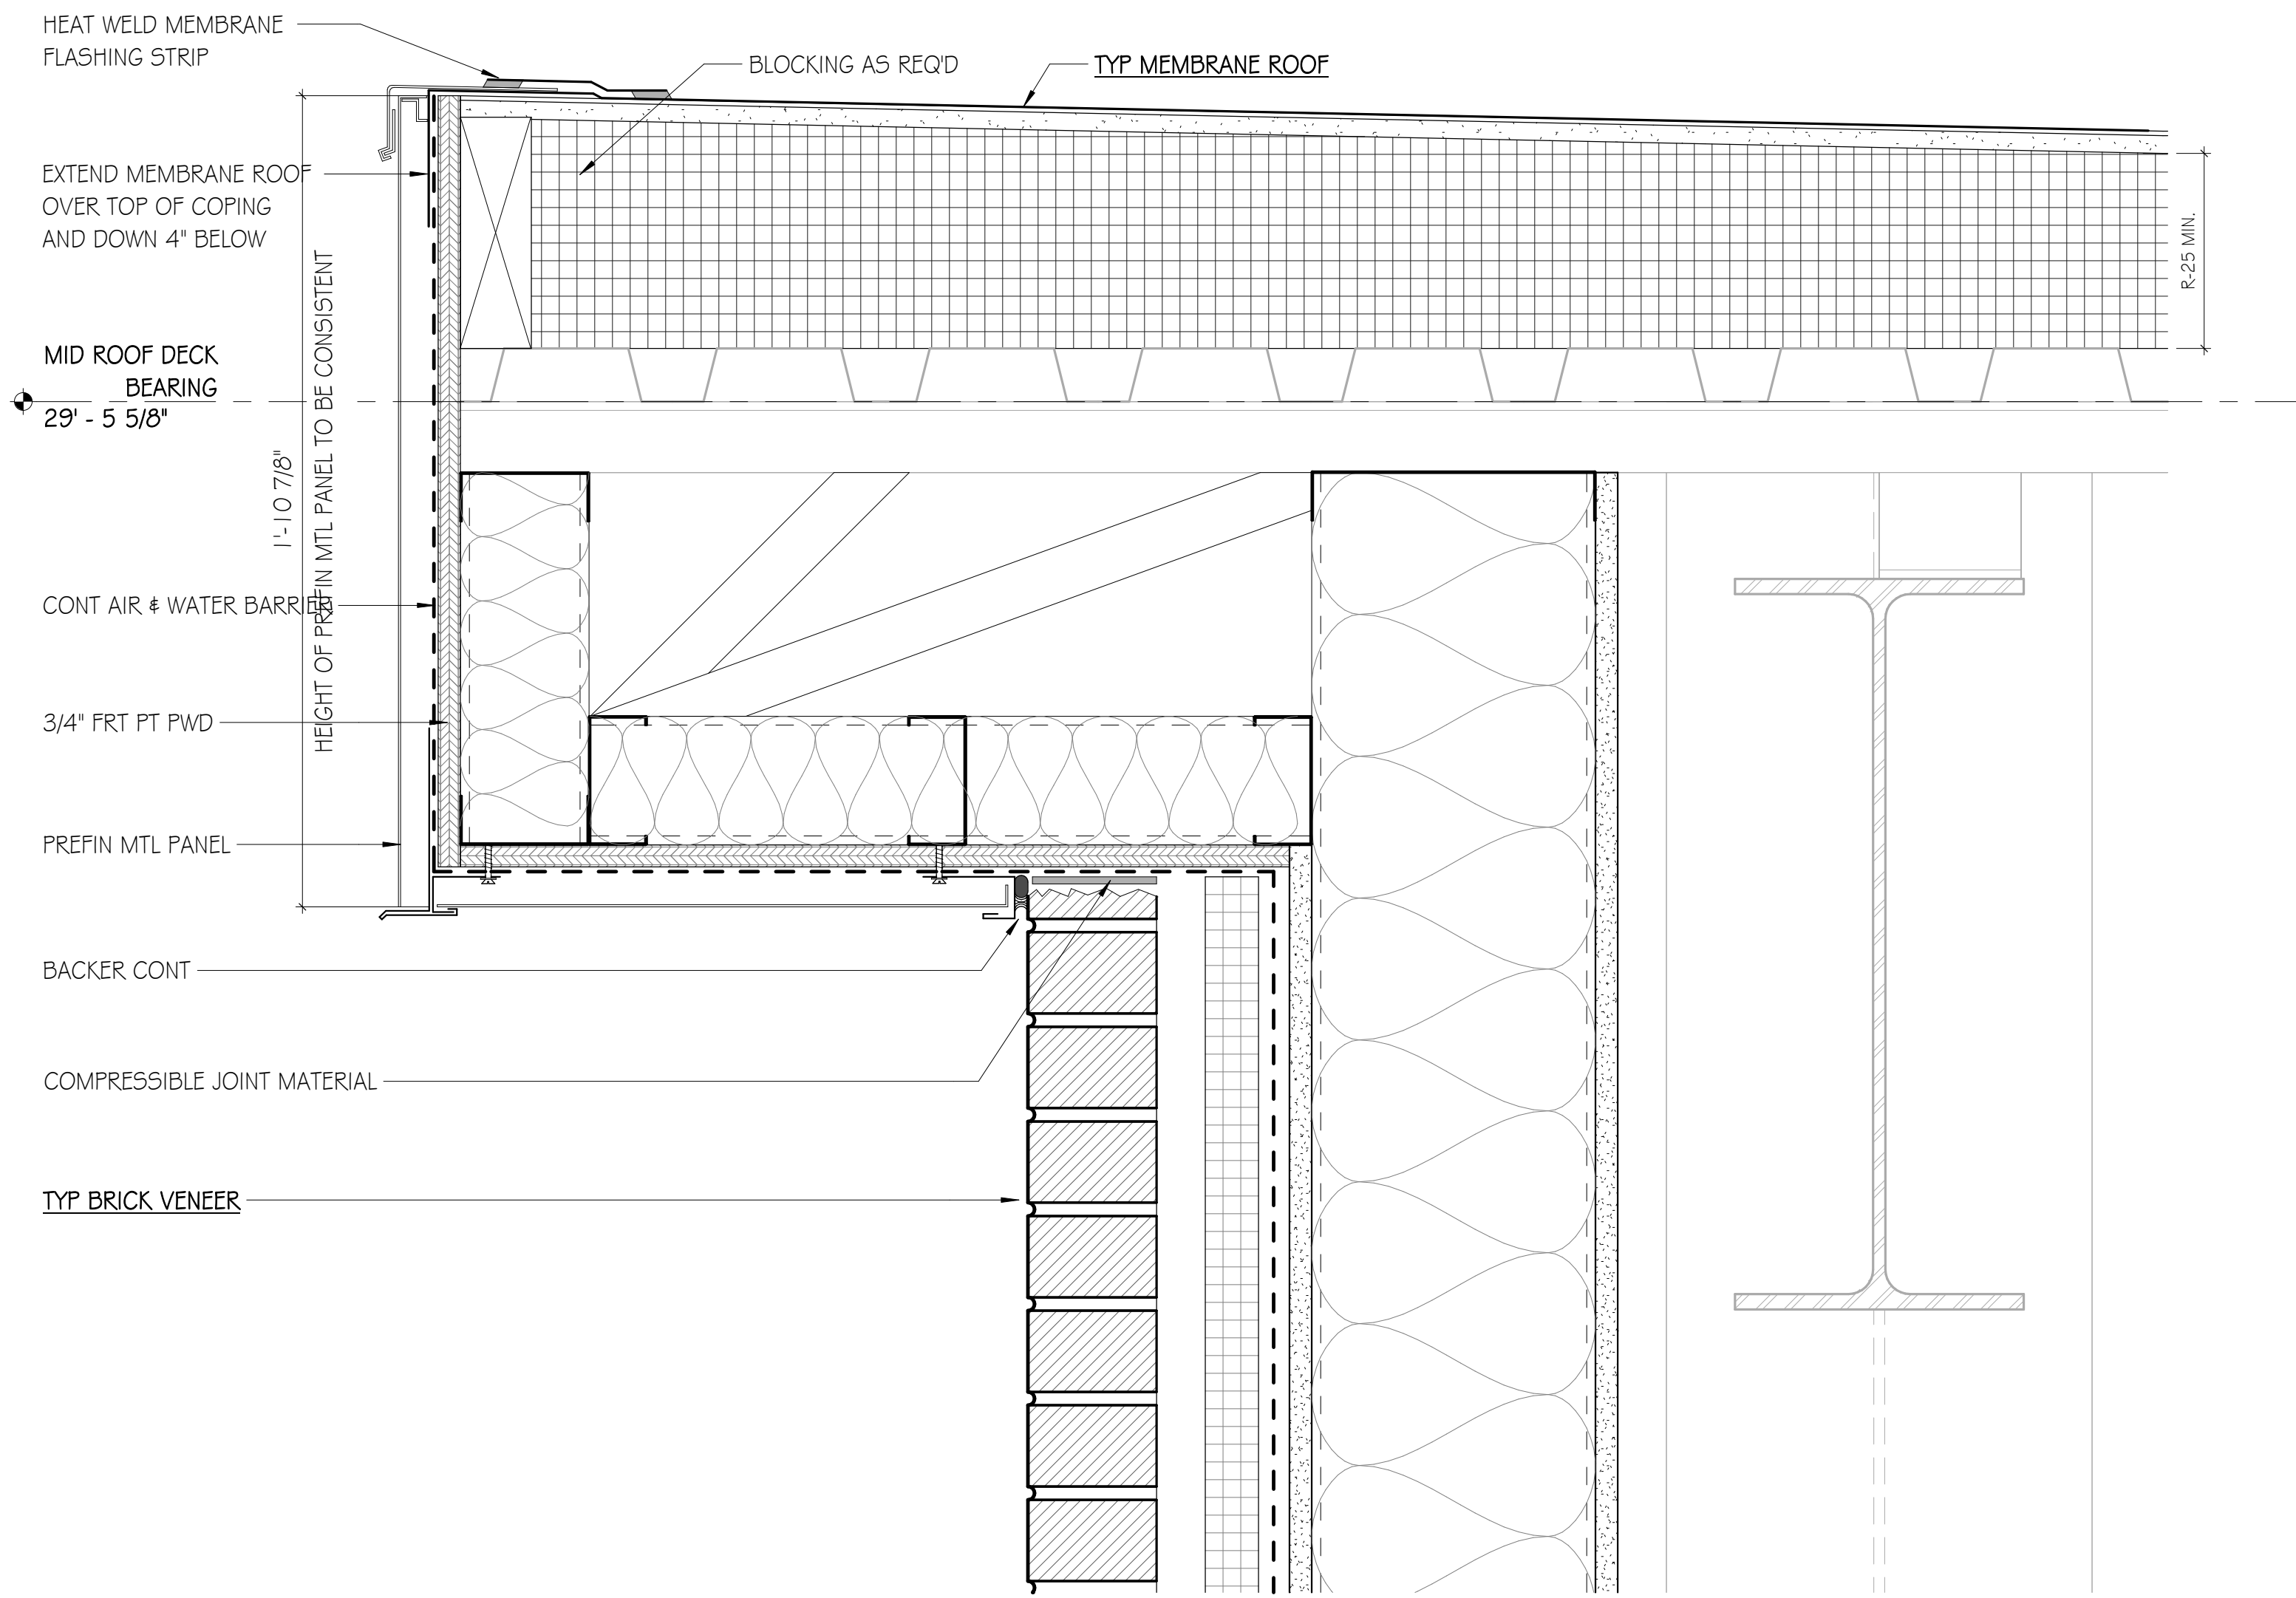 HEAT WELD MEMBRANE
FLASHING STRIP
BLOCKING AS REQ'D
TYP MEMBRANE ROOF
EXTEND MEMBRANE ROOF
OVER TOP OF COPING
AND DOWN 4" BELOW
R-25 MIN.
MID ROOF DECK
BEARING
29' - 5 5/8"
1'-10 7/8"
HEIGHT OF PREFIN MTL PANEL TO BE CONSISTENT
CONT AIR & WATER BARRIER
3/4" FRT PT PWD
PREFIN MTL PANEL
BACKER CONT
COMPRESSIBLE JOINT MATERIAL
TYP BRICK VENEER